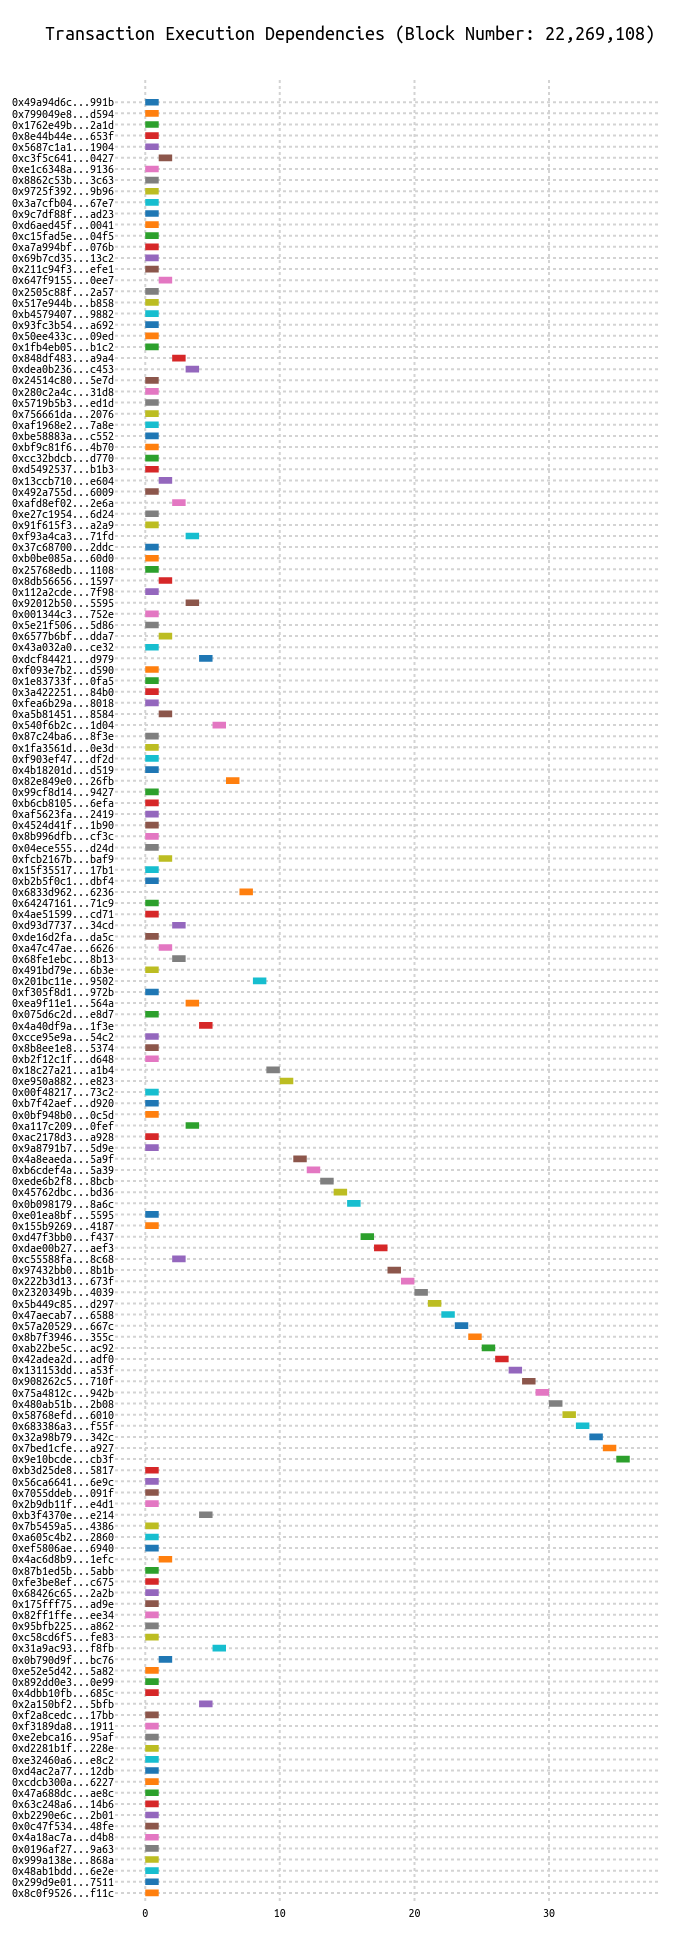 Transaction Execution Dependencies (Block Number: 22,269,108)
0x49a94d6c...991b
0x799049e8...d594
0x1762e49b...2a1d
0x8e44b44e...653f
0x5687c1a1...1904
0xc3f5c641...0427
0xe1c6348a...9136
0x8862c53b...3c63
0x9725f392...9b96
0x3a7cfb04...67e7
0x9c7df88f...ad23
0xd6aed45f...0041
0xc15fad5e...04f5
0xa7a994bf...076b
0x69b7cd35...13c2
0x211c94f3...efe1
0x647f9155...0ee7
0x2505c88f...2a57
0x517e944b...b858
0xb4579407...9882
0x93fc3b54...a692
0x50ee433c...09ed
0x1fb4eb05...b1c2
0x848df483...a9a4
0xdea0b236...c453
0x24514c80...5e7d
0x280c2a4c...31d8
0x5719b5b3...ed1d
0x756661da...2076
0xaf1968e2...7a8e
0xbe58883a...c552
0xbf9c81f6...4b70
0xcc32bdcb...d770
0xd5492537...b1b3
0x13ccb710...e604
0x492a755d...6009
0xafd8ef02...2e6a
0xe27c1954...6d24
0x91f615f3...a2a9
0xf93a4ca3...71fd
0x37c68700...2ddc
0xb0be085a...60d0
0x25768edb...1108
0x8db56656...1597
0x112a2cde...7f98
0x92012b50...5595
0x001344c3...752e
0x5e21f506...5d86
0x6577b6bf...dda7
0x43a032a0...ce32
0xdcf84421...d979
0xf093e7b2...d590
0x1e83733f...0fa5
0x3a422251...84b0
0xfea6b29a...8018
0xa5b81451...8584
0x540f6b2c...1d04
0x87c24ba6...8f3e
0x1fa3561d...0e3d
0xf903ef47...df2d
0x4b18201d...d519
0x82e849e0...26fb
0x99cf8d14...9427
0xb6cb8105...6efa
0xaf5623fa...2419
0x4524d41f...1b90
0x8b996dfb...cf3c
0x04ece555...d24d
0xfcb2167b...baf9
0x15f35517...17b1
0xb2b5f0c1...dbf4
0x6833d962...6236
0x64247161...71c9
0x4ae51599...cd71
0xd93d7737...34cd
0xde16d2fa...da5c
0xa47c47ae...6626
0x68fe1ebc...8b13
0x491bd79e...6b3e
0x201bc11e...9502
0xf305f8d1...972b
0xea9f11e1...564a
0x075d6c2d...e8d7
0x4a40df9a...1f3e
0xcce95e9a...54c2
0x8b8ee1e8...5374
0xb2f12c1f...d648
0x18c27a21...a1b4
0xe950a882...e823
0x00f48217...73c2
0xb7f42aef...d920
0x0bf948b0...0c5d
0xa117c209...0fef
0xac2178d3...a928
0x9a8791b7...5d9e
0x4a8eaeda...5a9f
0xb6cdef4a...5a39
0xede6b2f8...8bcb
0x45762dbc...bd36
0x0b098179...8a6c
0xe01ea8bf...5595
0x155b9269...4187
0xd47f3bb0...f437
0xdae00b27...aef3
0xc55588fa...8c68
0x97432bb0...8b1b
0x222b3d13...673f
0x2320349b...4039
0x5b449c85...d297
0x47aecab7...6588
0x57a20529...667c
0x8b7f3946...355c
0xab22be5c...ac92
0x42adea2d...adf0
0x131153dd...a53f
0x908262c5...710f
0x75a4812c...942b
0x480ab51b...2b08
0x58768efd...6010
0x683386a3...f55f
0x32a98b79...342c
0x7bed1cfe...a927
0x9e10bcde...cb3f
0xb3d25de8...5817
0x56ca6641...6e9c
0x7055ddeb...091f
0x2b9db11f...e4d1
0xb3f4370e...e214
0x7b5459a5...4386
0xa605c4b2...2860
0xef5806ae...6940
0x4ac6d8b9...1efc
0x87b1ed5b...5abb
0xfe3be8ef...c675
0x68426c65...2a2b
0x175fff75...ad9e
0x82ff1ffe...ee34
0x95bfb225...a862
0xc58cd6f5...fe83
0x31a9ac93...f8fb
0x0b790d9f...bc76
0xe52e5d42...5a82
0x892dd0e3...0e99
0x4dbb10fb...685c
0x2a150bf2...5bfb
0xf2a8cedc...17bb
0xf3189da8...1911
0xe2ebca16...95af
0xd2281b1f...228e
0xe32460a6...e8c2
0xd4ac2a77...12db
0xcdcb300a...6227
0x47a688dc...ae8c
0x63c248a6...14b6
0xb2290e6c...2b01
0x0c47f534...48fe
0x4a18ac7a...d4b8
0x0196af27...9a63
0x999a138e...868a
0x48ab1bdd...6e2e
0x299d9e01...7511
0x8c0f9526...f11c
0 10 20 30